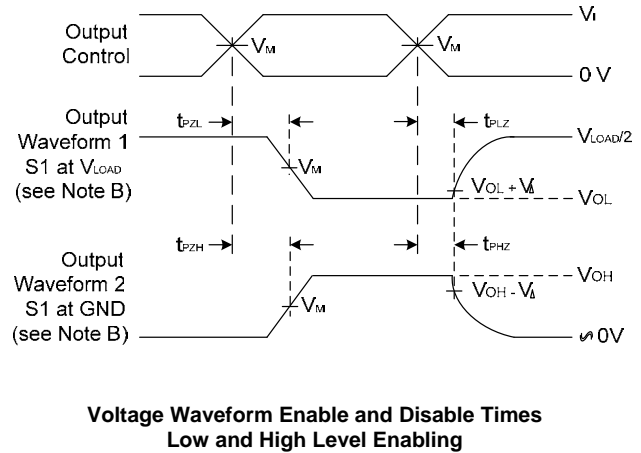 Output
Control
VM
VM
VI
0 V
Output
Waveform 1
S1 at VLOAD
(see Note B)
tPZL
tPLZ
VM
VLOAD/2
VOL + VΔ
VOL
Output
Waveform 2
S1 at GND
(see Note B)
tPZH
tPHZ
VM
VOH
VOH - VΔ
∽ 0V
Voltage Waveform Enable and Disable Times
Low and High Level Enabling